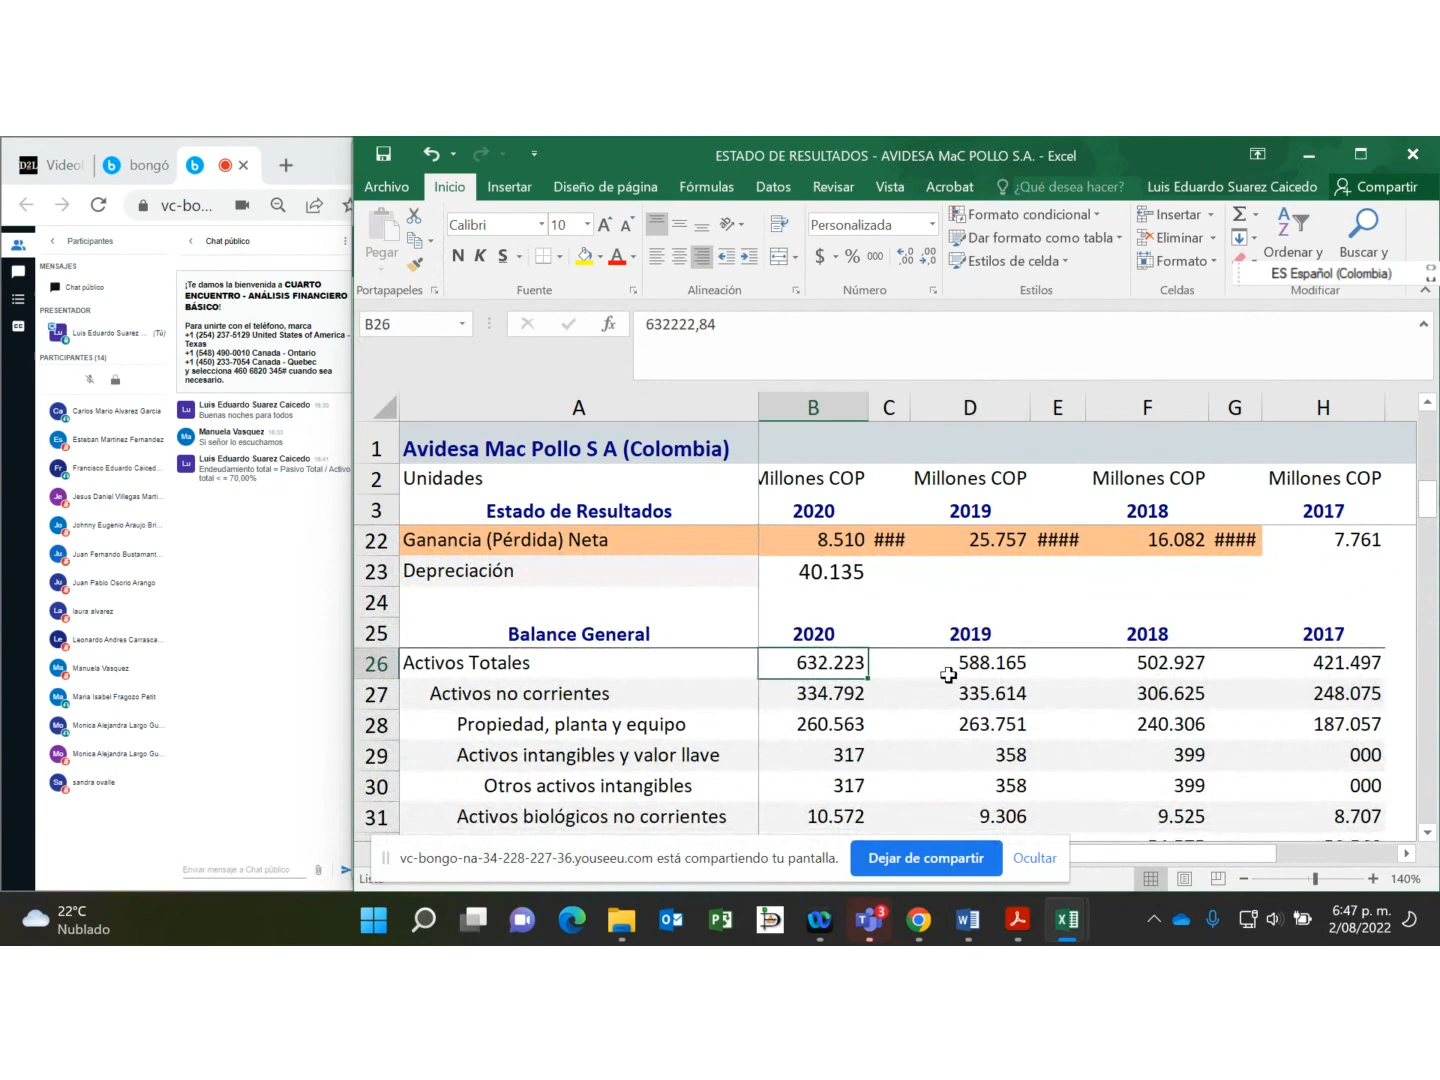 D2L Video
bongó
vc-bo...
Participantes
Chat público
MENSAJES
Chat público
PRESENTADOR
Luis Eduardo Suarez ... (Tú)
PARTICIPANTES (14)
Carlos Mario Alvarez Garcia
Esteban Martinez Fernandez
Francisco Eduardo Caiced...
Jesus Daniel Villegas Marti...
Johnny Eugenio Araujo Bri...
Juan Fernando Bustamant...
Juan Pablo Osorio Arango
laura alvarez
Leonardo Andres Carrasca...
Manuela Vasquez
Maria Isabel Fragozo Petit
Monica Alejandra Largo Gu...
Monica Alejandra Largo Gu...
sandra ovalle
¡Te damos la bienvenida a CUARTO
ENCUENTRO - ANÁLISIS FINANCIERO
BÁSICO!
Para unirte con el teléfono, marca
+1 (254) 237-5129 United States of America -
Texas
+1 (548) 490-0010 Canada - Ontario
+1 (450) 233-7054 Canada - Quebec
y selecciona 460 6820 345# cuando sea
necesario.
Luis Eduardo Suarez Caicedo 18:33
Buenas noches para todos
Manuela Vasquez 18:33
Si señor lo escuchamos
Luis Eduardo Suarez Caicedo 18:41
Endeudamiento total = Pasivo Total / Activo
total < = 70,00%
Enviar mensaje a Chat público
ESTADO DE RESULTADOS - AVIDESA MaC POLLO S.A. - Excel
Archivo Inicio Insertar Diseño de página Fórmulas Datos Revisar Vista Acrobat ¿Qué desea hacer? Luis Eduardo Suarez Caicedo Compartir
Pegar
Calibri 10
N K S
Personalizada
$ % 000
Formato condicional
Dar formato como tabla
Estilos de celda
Insertar
Eliminar
Formato
Ordenar y
Buscar y
ES Español (Colombia)
Portapapeles Fuente Alineación Número Estilos Celdas Modificar
B26 fx 632222,84
A B C D E F G H
1 Avidesa Mac Pollo S A (Colombia)
2 Unidades Millones COP Millones COP Millones COP Millones COP
3 Estado de Resultados 2020 2019 2018 2017
22 Ganancia (Pérdida) Neta 8.510 ### 25.757 #### 16.082 #### 7.761
23 Depreciación 40.135
24
25 Balance General 2020 2019 2018 2017
26 Activos Totales 632.223 588.165 502.927 421.497
27 Activos no corrientes 334.792 335.614 306.625 248.075
28 Propiedad, planta y equipo 260.563 263.751 240.306 187.057
29 Activos intangibles y valor llave 317 358 399 000
30 Otros activos intangibles 317 358 399 000
31 Activos biológicos no corrientes 10.572 9.306 9.525 8.707
vc-bongo-na-34-228-227-36.youseeu.com está compartiendo tu pantalla. Dejar de compartir Ocultar
140%
22°C
Nublado
3
6:47 p. m.
2/08/2022